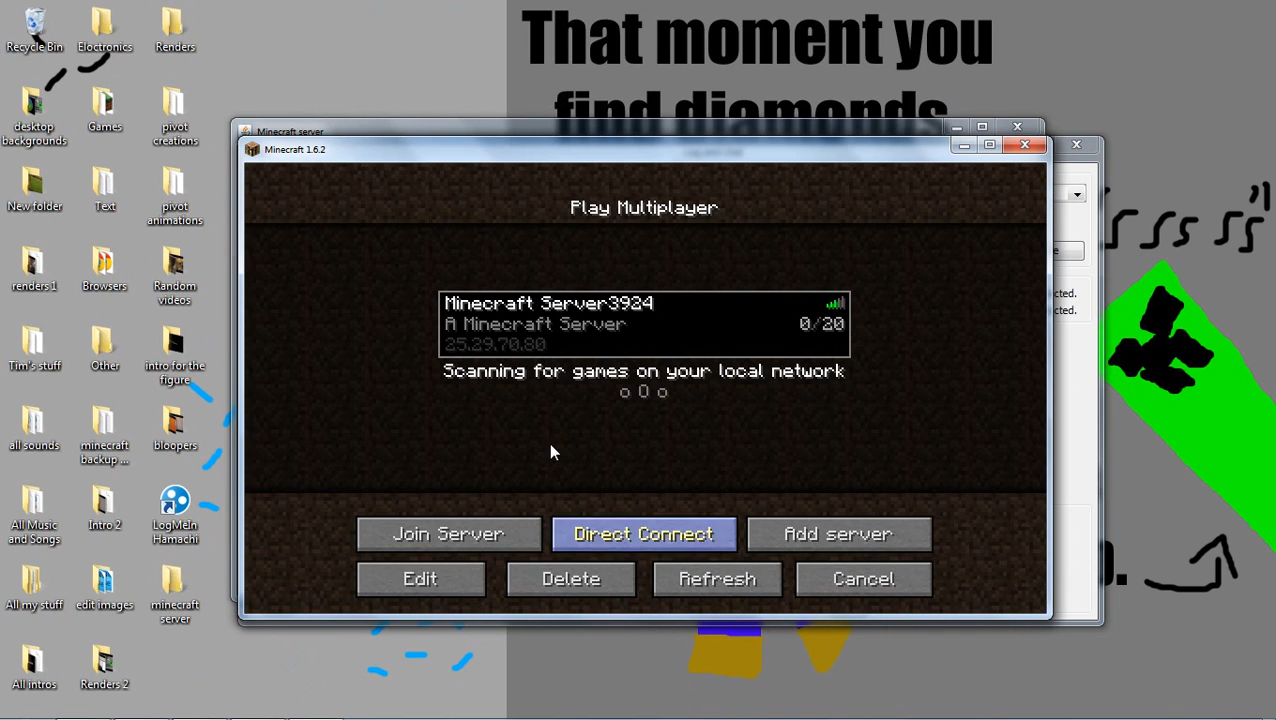 That moment you
find diamonds
Recycle Bin
Eloctronics
Renders
desktop
backgrounds
Games
pivot
creations
New folder
Text
pivot
animations
renders 1
Browsers
Random
videos
Tim's stuff
Other
intro for the
figure
all sounds
minecraft
backup ...
bloopers
All Music
and Songs
Intro 2
LogMeIn
Hamachi
All my stuff
edit images
minecraft
server
All intros
Renders 2
Minecraft server
Minecraft 1.6.2
Play Multiplayer
Minecraft Server3924
A Minecraft Server
0/20
25.29.70.80
Scanning for games on your local network
o O o
Join Server
Direct Connect
Add server
Edit
Delete
Refresh
Cancel